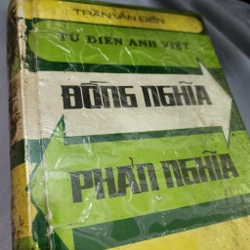 TRẦN VĂN ĐIỀN
TỪ ĐIỂN ANH VIỆT
ĐỒNG NGHĨA
PHẢN NGHĨA